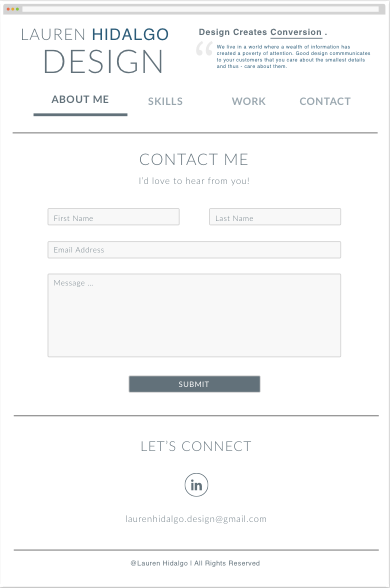 LAUREN HIDALGO
DESIGN
Design Creates Conversion .
“ We live in a world where a wealth of information has
created a poverty of attention. Good design communicates
to your customers that you care about the smallest details
and thus - care about them.
ABOUT ME
SKILLS
WORK
CONTACT
CONTACT ME
I'd love to hear from you!
First Name
Last Name
Email Address
Message ...
SUBMIT
LET'S CONNECT
in
laurenhidalgo.design@gmail.com
@Lauren Hidalgo | All Rights Reserved